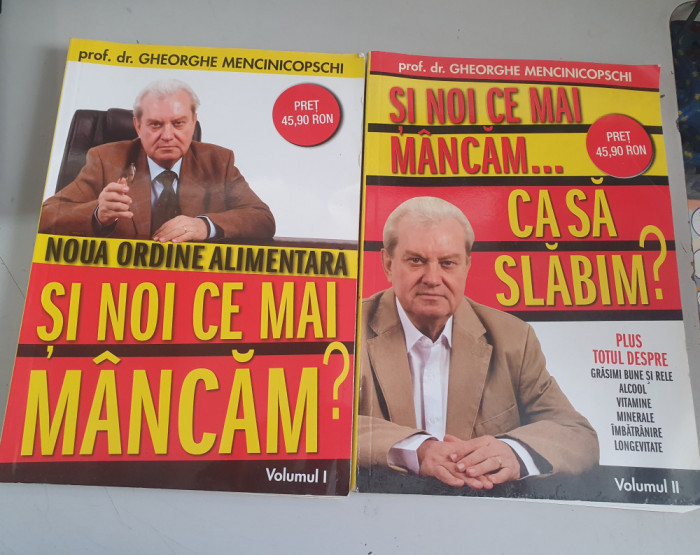 prof. dr. GHEORGHE MENCINICOPSCHI
PREȚ
45,90 RON
NOUA ORDINE ALIMENTARA
ȘI NOI CE MAI
MÂNCĂM?
Volumul I
prof. dr. GHEORGHE MENCINICOPSCHI
ȘI NOI CE MAI
MÂNCĂM...
PREȚ
45,90 RON
CA SĂ
SLĂBIM?
PLUS
TOTUL DESPRE
GRĂSIMI BUNE ȘI RELE
ALCOOL
VITAMINE
MINERALE
ÎMBĂTRÂNIRE
LONGEVITATE
Volumul II